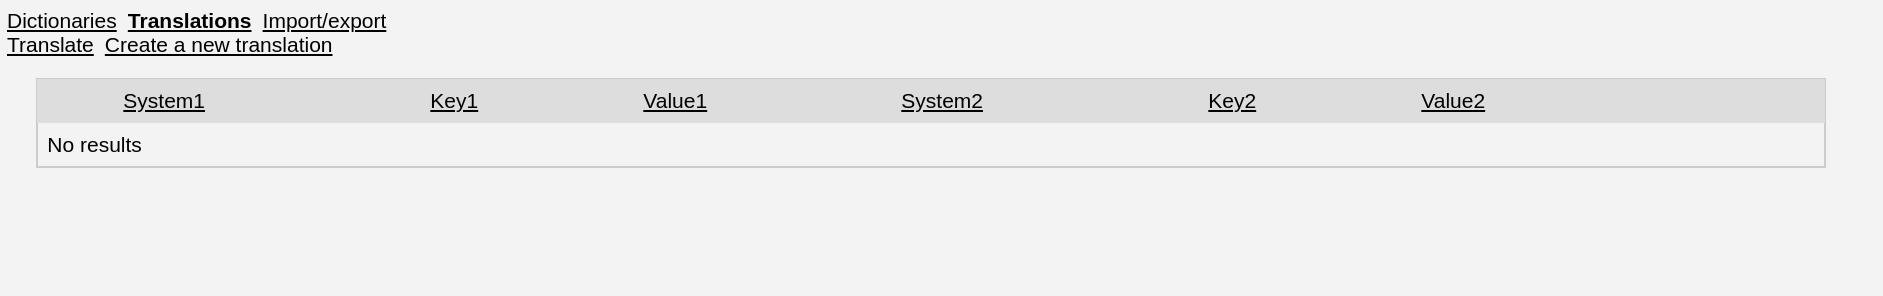 Dictionaries Translations Import/export
Translate Create a new translation
System1 Key1 Value1 System2 Key2 Value2
No results